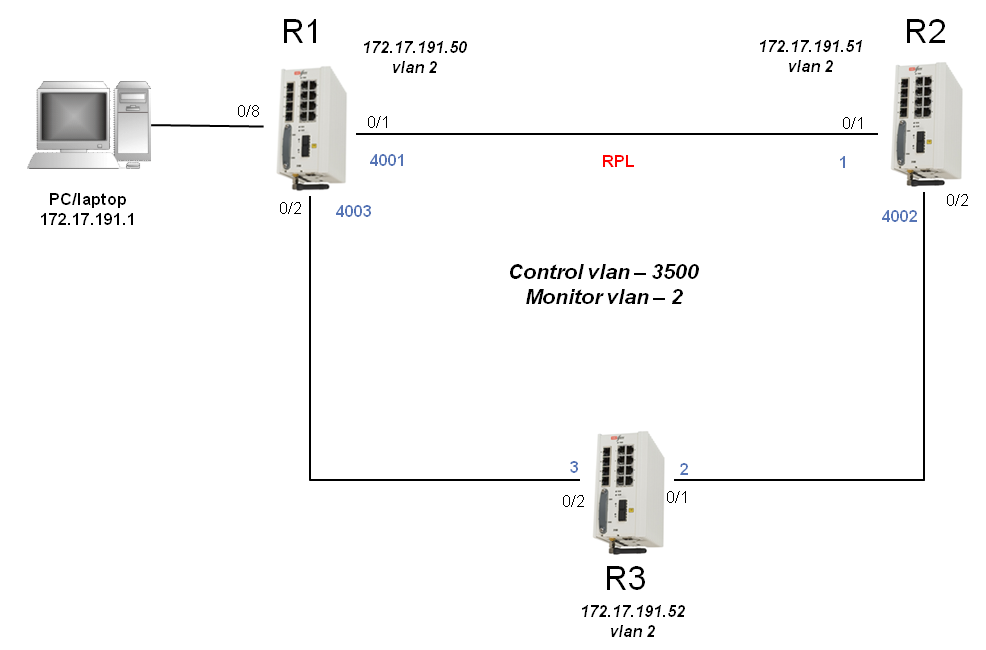 R1
172.17.191.50
vlan 2
172.17.191.51
vlan 2
R2
0/8
0/1
0/1
4001
RPL
1
PC/laptop
172.17.191.1
0/2
4003
0/2
4002
Control vlan – 3500
Monitor vlan – 2
3
2
0/2
0/1
R3
172.17.191.52
vlan 2